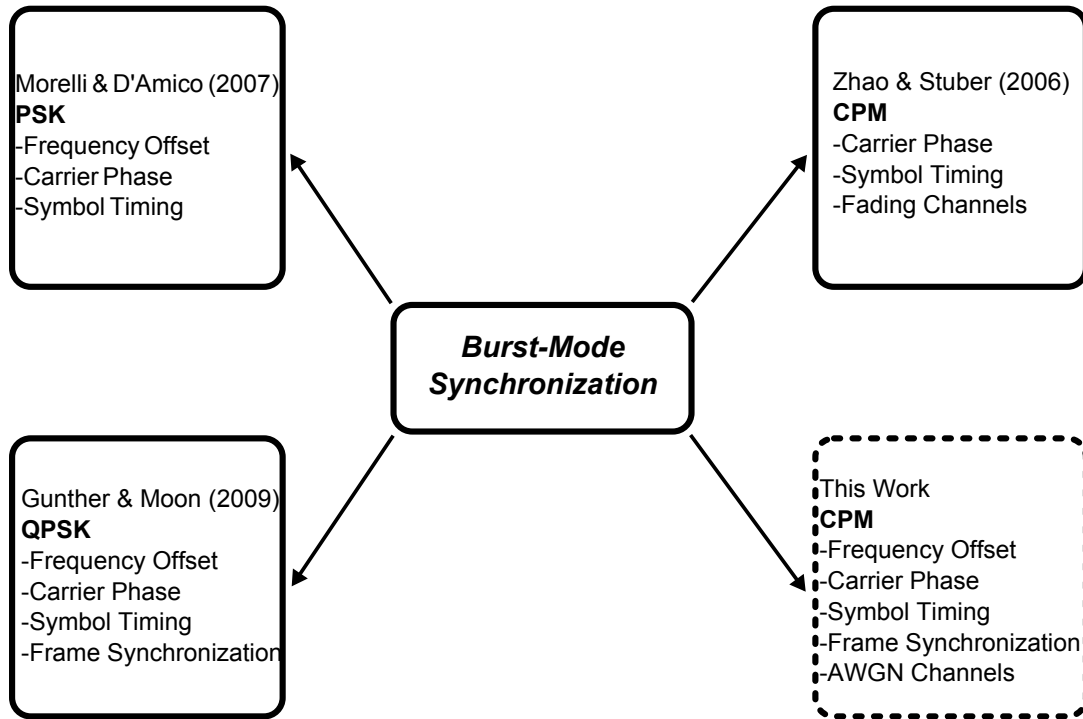 Morelli & D'Amico (2007)
PSK
-Frequency Offset
-Carrier Phase
-Symbol Timing
Zhao & Stuber (2006)
CPM
-Carrier Phase
-Symbol Timing
-Fading Channels
Burst-Mode
Synchronization
Gunther & Moon (2009)
QPSK
-Frequency Offset
-Carrier Phase
-Symbol Timing
-Frame Synchronization
This Work
CPM
-Frequency Offset
-Carrier Phase
-Symbol Timing
-Frame Synchronization
-AWGN Channels